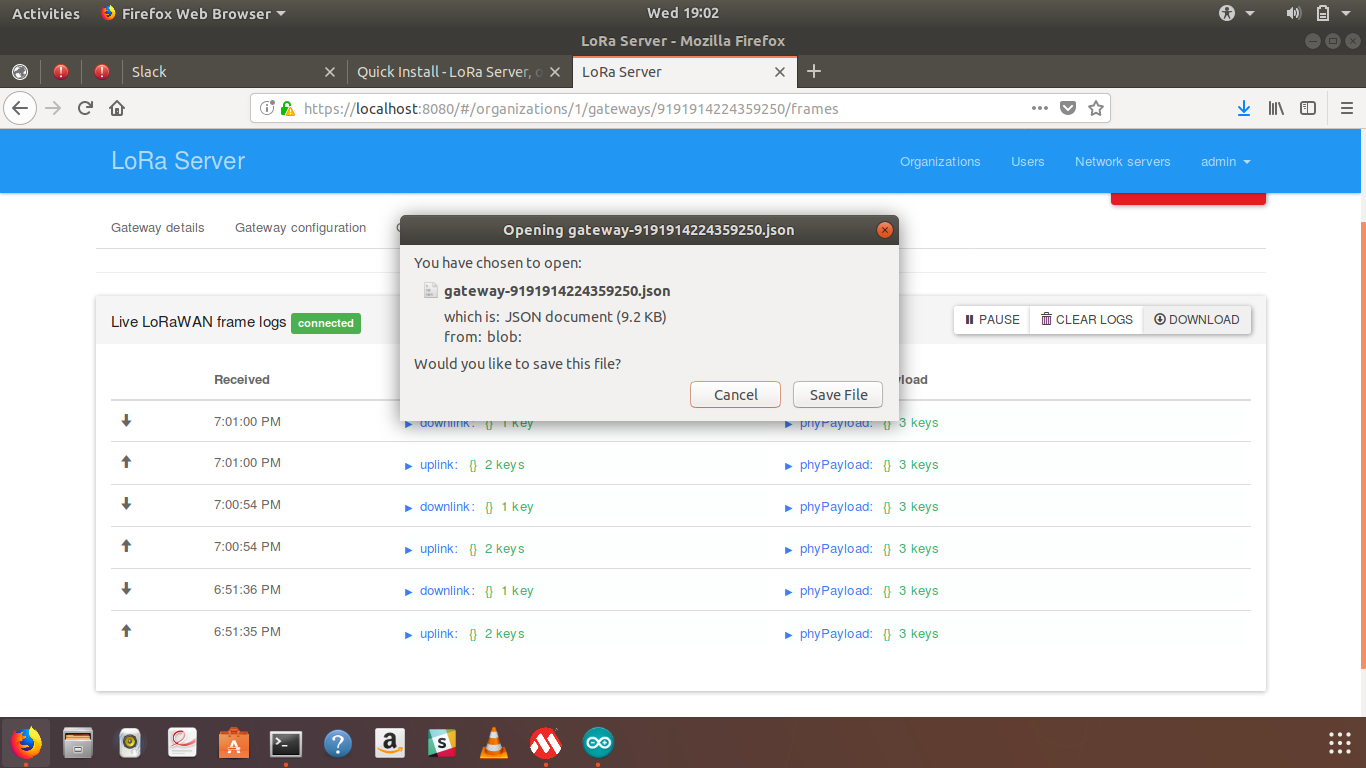 Activities Firefox Web Browser Wed 19:02
LoRa Server - Mozilla Firefox
Slack Quick Install - LoRa Server, LoRa Server
https://localhost:8080/#/organizations/1/gateways/9191914224359250/frames
LoRa Server Organizations Users Network servers admin
Gateway details Gateway configuration
Opening gateway-9191914224359250.json
You have chosen to open:
gateway-9191914224359250.json
which is: JSON document (9.2 KB)
from: blob:
Would you like to save this file?
Cancel Save File
Live LoRaWAN frame logs connected PAUSE CLEAR LOGS DOWNLOAD
Received
7:01:00 PM downlink: {} 1 key phyPayload: {} 3 keys
7:01:00 PM uplink: {} 2 keys phyPayload: {} 3 keys
7:00:54 PM downlink: {} 1 key phyPayload: {} 3 keys
7:00:54 PM uplink: {} 2 keys phyPayload: {} 3 keys
6:51:36 PM downlink: {} 1 key phyPayload: {} 3 keys
6:51:35 PM uplink: {} 2 keys phyPayload: {} 3 keys